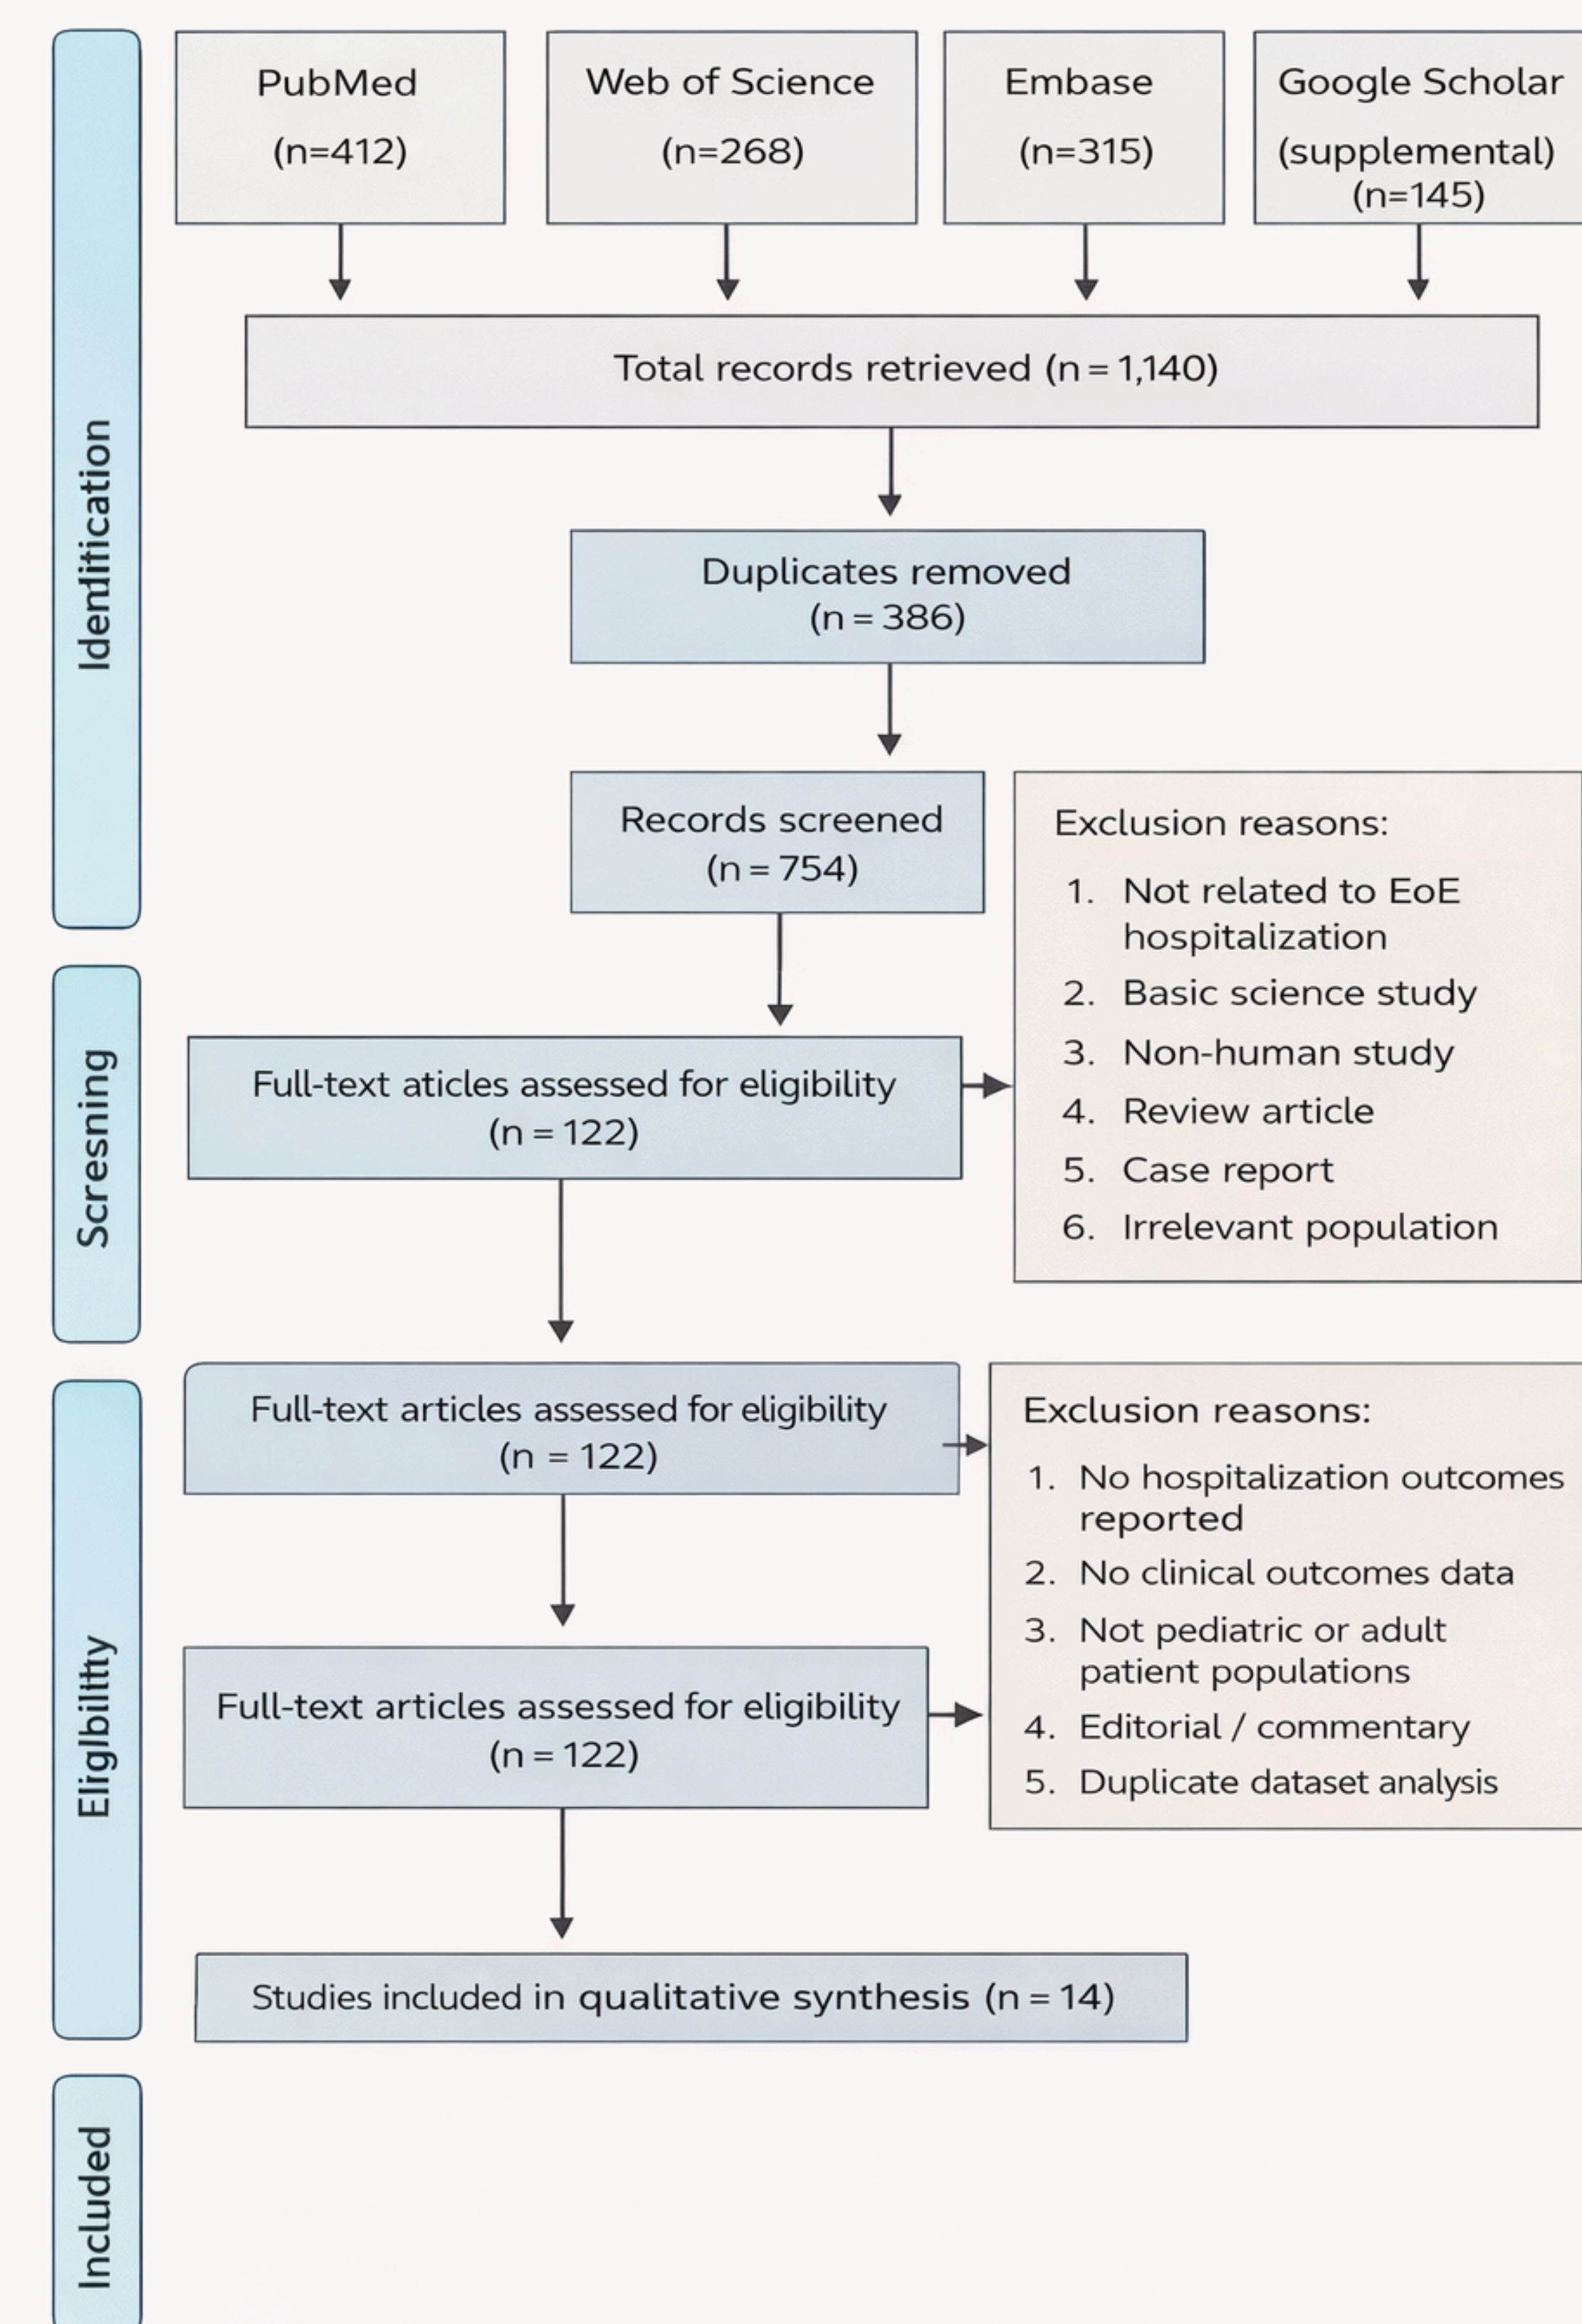 PubMed
(n=412)
Web of Science
(n=268)
Embase
(n=315)
Google Scholar
(supplemental)
(n=145)
Total records retrieved (n = 1,140)
Duplicates removed
(n = 386)
Records screened
(n = 754)
Exclusion reasons:
1. Not related to EoE
hospitalization
2. Basic science study
3. Non-human study
4. Review article
5. Case report
6. Irrelevant population
Full-text aticles assessed for eligibility
(n = 122)
Scresning
Full-text articles assessed for eligibility
(n = 122)
Exclusion reasons:
1. No hospitalization outcomes
reported
2. No clinical outcomes data
3. Not pediatric or adult
patient populations
4. Editorial / commentary
5. Duplicate dataset analysis
Full-text articles assessed for eligibility
(n = 122)
Studies included in qualitative synthesis (n = 14)
Included